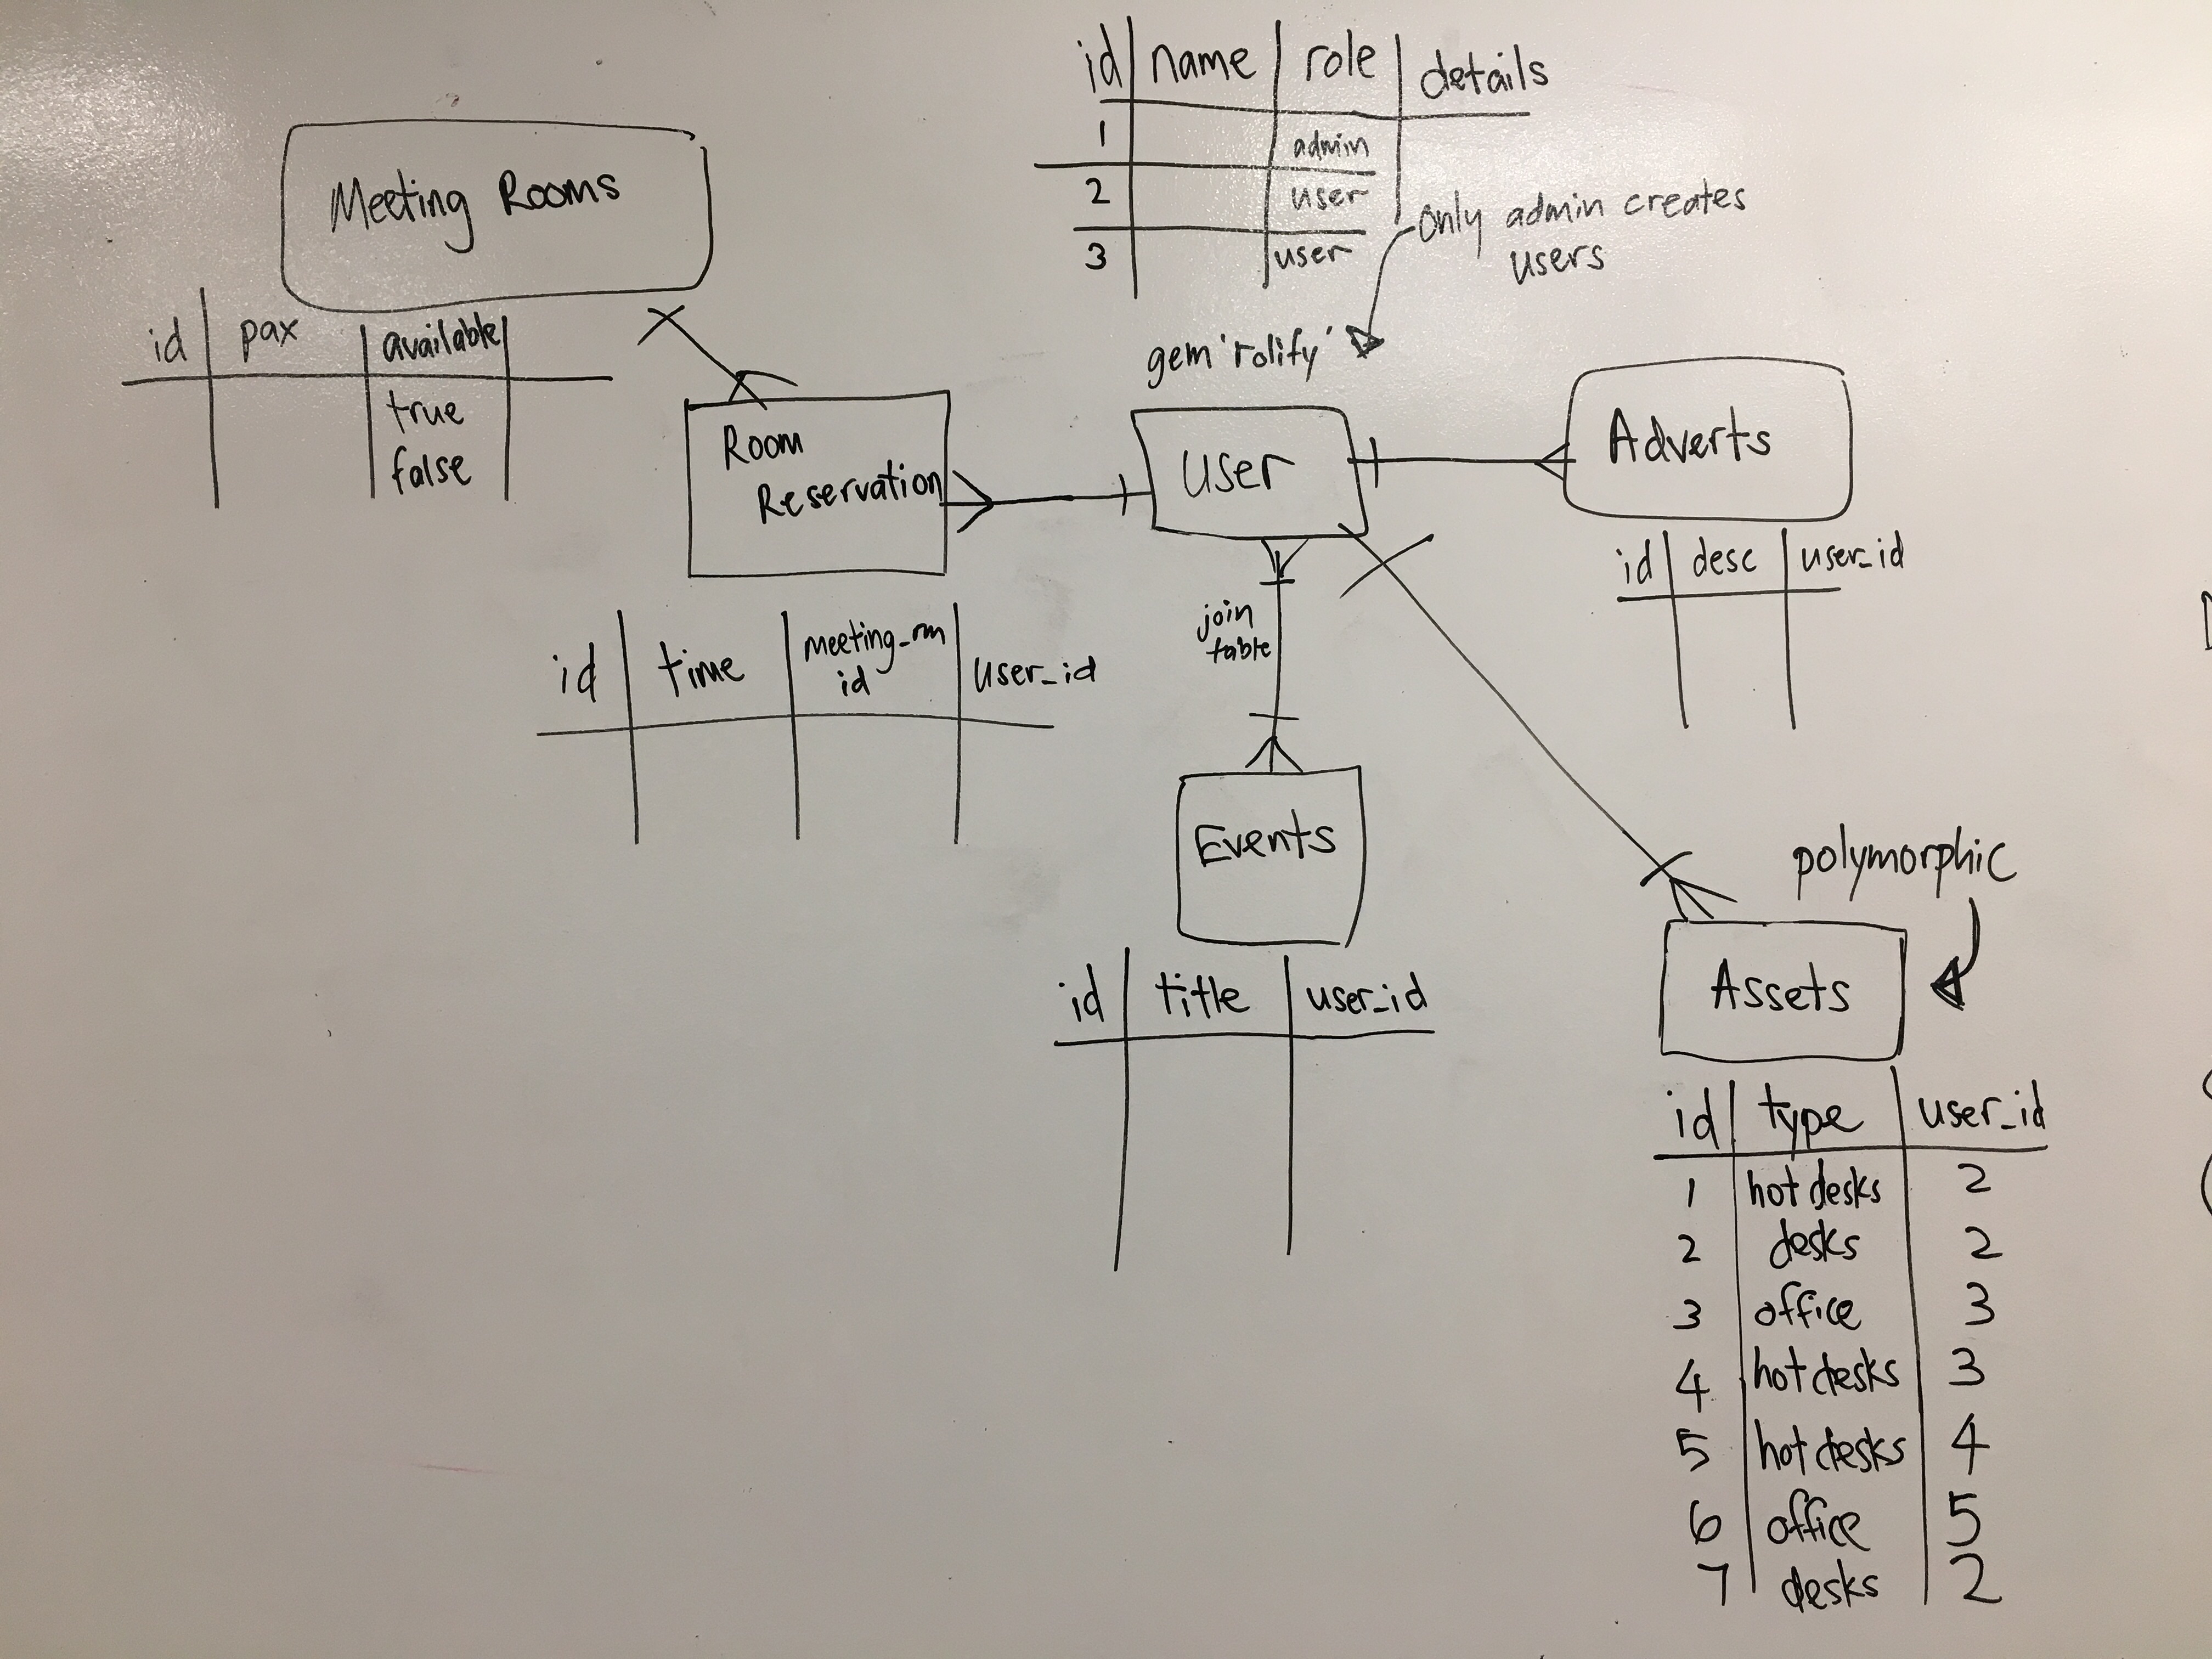 id name role details
1 admin
2 user
3 user
only admin creates
users
gem 'rolify'
Meeting Rooms
id pax available
true
false
Room
Reservation
id time meeting_rm
id user_id
user
join
table
Adverts
id desc user_id
Events
id title user_id
polymorphic
Assets
id type user_id
1 hot desks 2
2 desks 2
3 office 3
4 hot desks 3
5 hot desks 4
6 office 5
7 desks 2